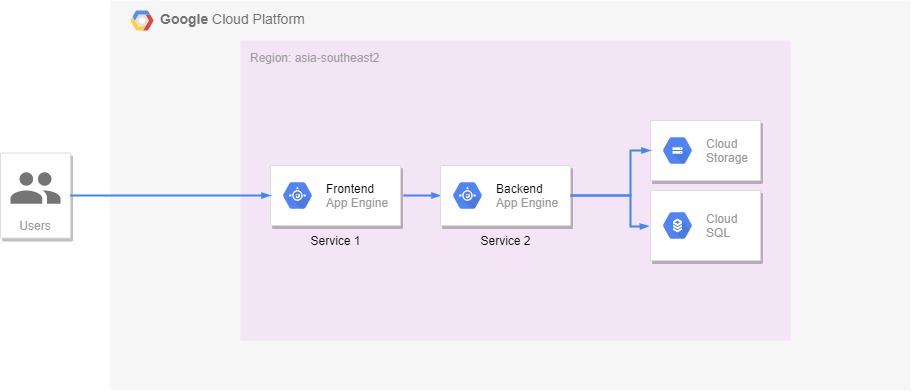 Google Cloud Platform
Region: asia-southeast2
Users
Frontend
App Engine
Service 1
Backend
App Engine
Service 2
Cloud
Storage
Cloud
SQL